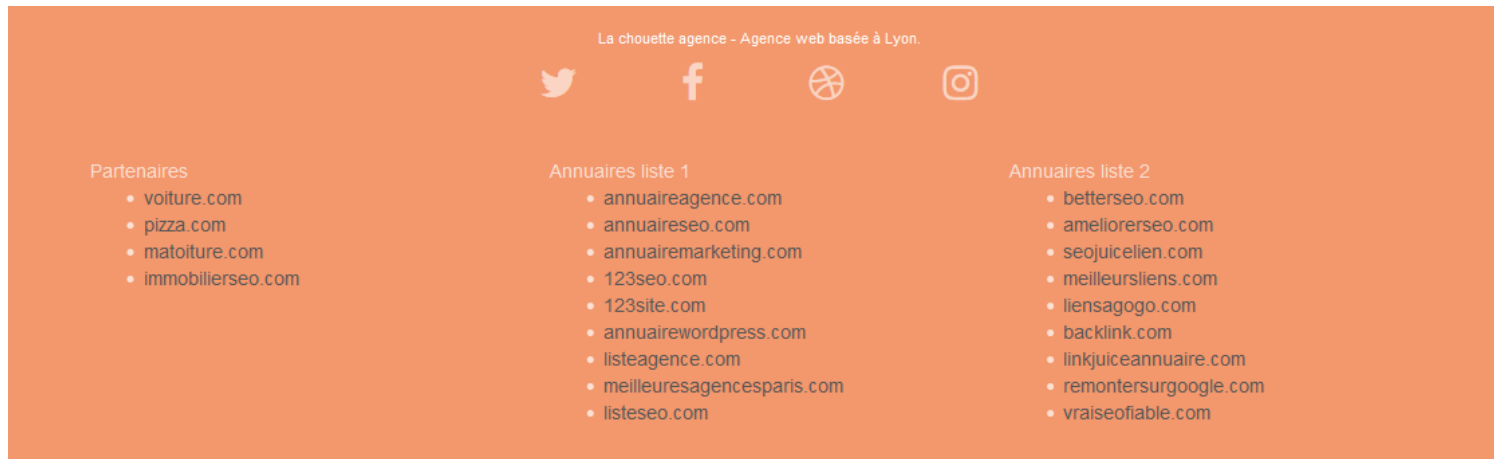 La chouette agence - Agence web basée à Lyon.
Partenaires
voiture.com
pizza.com
matoiture.com
immobilierseo.com
Annuaires liste 1
annuaireagence.com
annuaireseo.com
annuairemarketing.com
123seo.com
123site.com
annuairewordpress.com
listeagence.com
meilleuresagencesparis.com
listeseo.com
Annuaires liste 2
betterseo.com
ameliorerseo.com
seojuicelien.com
meilleursliens.com
liensagogo.com
backlink.com
linkjuiceannuaire.com
remontersurgoogle.com
vraiseofiable.com